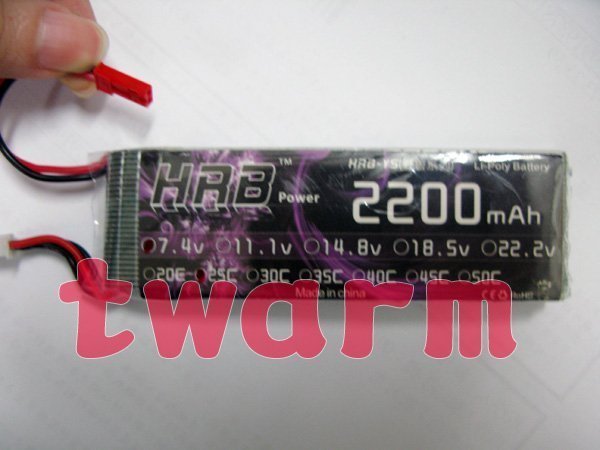 HRB™ Power
Li-Poly Battery
2200mAh
7.4v 11.1v 14.8v 18.5v 22.2v
20C 25C 30C 35C 40C 45C 50C
Made in china
twarm